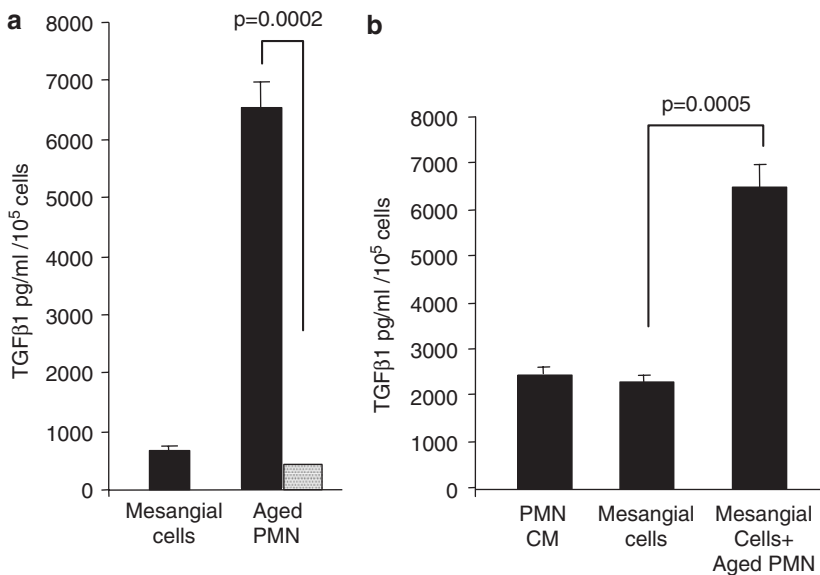 a
p=0.0002
TGFβ1 pg/ml /10⁵ cells
8000
7000
6000
5000
4000
3000
2000
1000
0
Mesangial
cells
Aged
PMN
b
p=0.0005
TGFβ1 pg/ml /10⁵ cells
8000
7000
6000
5000
4000
3000
2000
1000
0
PMN
CM
Mesangial
cells
Mesangial
Cells+
Aged PMN